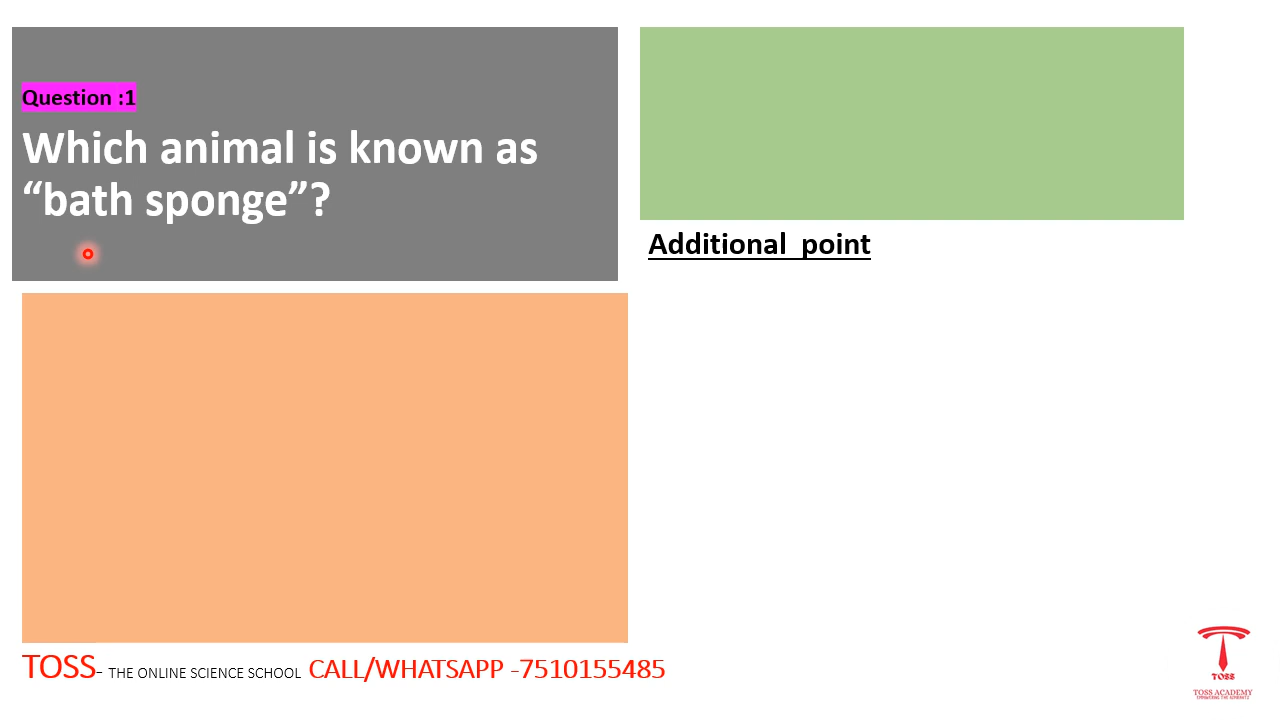 Question :1
Which animal is known as
“bath sponge”?
Additional point
TOSS- THE ONLINE SCIENCE SCHOOL CALL/WHATSAPP -7510155485
TOSS
TOSS ACADEMY